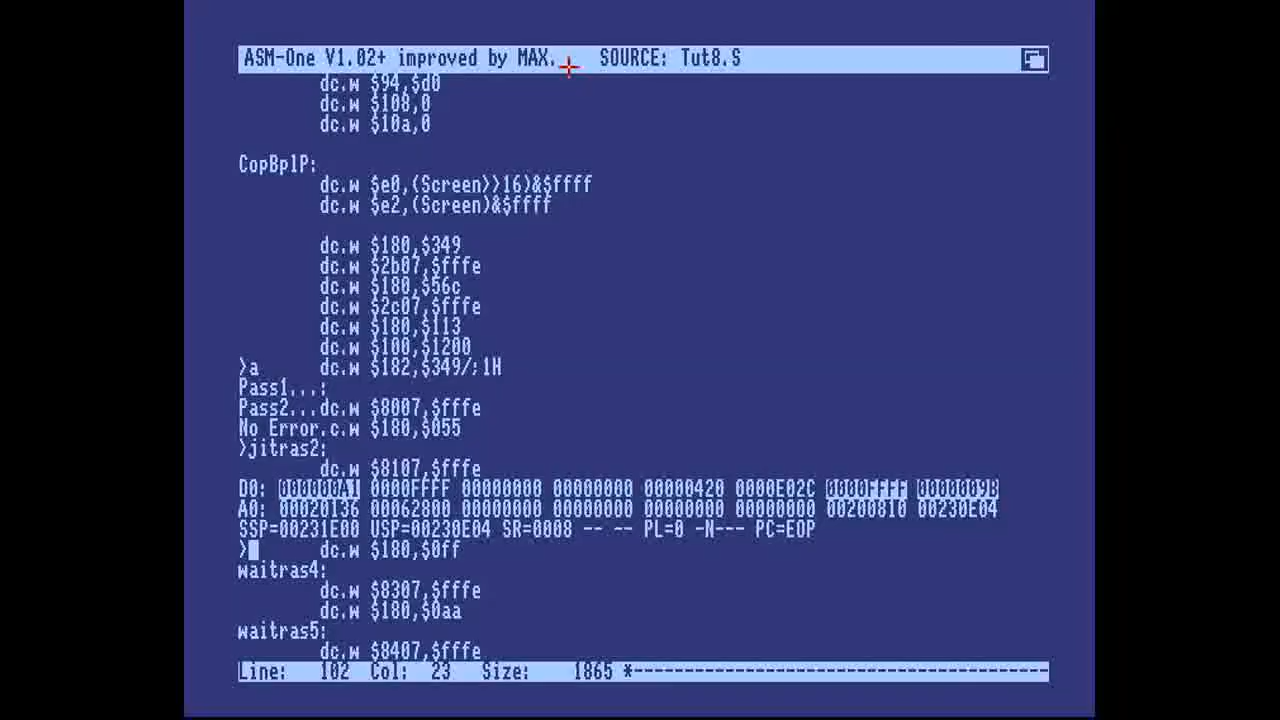 ASM-One V1.02+ improved by MAX. SOURCE: Tut8.S
dc.w $94,$d0
dc.w $108,0
dc.w $10a,0
CopBplP:
dc.w $e0,(Screen>>16)&$ffff
dc.w $e2,(Screen)&$ffff
dc.w $180,$349
dc.w $2b07,$fffe
dc.w $180,$56c
dc.w $2c07,$fffe
dc.w $180,$113
dc.w $100,$1200
>a dc.w $182,$349/;1H
Pass1...:
Pass2...dc.w $8007,$fffe
No Error.c.w $180,$055
>jitras2:
dc.w $8107,$fffe
D0: 000000A1 0000FFFF 00000000 00000000 00000420 0000E02C 0000FFFF 0000009B
A0: 00020136 00062800 00000000 00000000 00000000 00000000 00200810 00230E04
SSP=00231E00 USP=00230E04 SR=0008 -- -- PL=0 -N--- PC=EOP
> dc.w $180,$0ff
waitras4:
dc.w $8307,$fffe
dc.w $180,$0aa
waitras5:
dc.w $8407,$fffe
Line: 102 Col: 23 Size: 1865 *-----------------------------------------